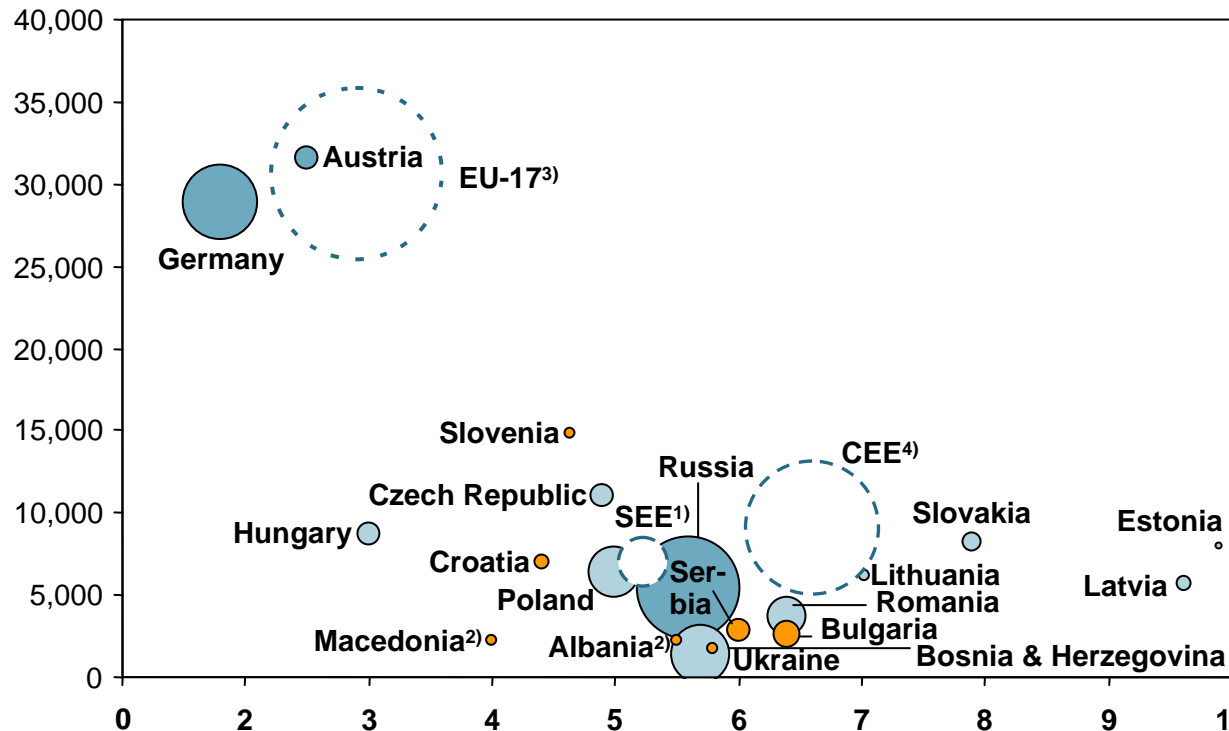 40,000
35,000
30,000
25,000
20,000
15,000
10,000
5,000
0
Austria
EU-17³⁾
Germany
Slovenia
Russia
CEE⁴⁾
Czech Republic
SEE¹⁾
Slovakia
Hungary
Estonia
Croatia
Ser-
bia
Lithuania
Poland
Latvia
Romania
Macedonia²⁾
Albania²⁾
Bulgaria
Ukraine
Bosnia & Herzegovina
0 2 3 4 5 6 7 8 9 1